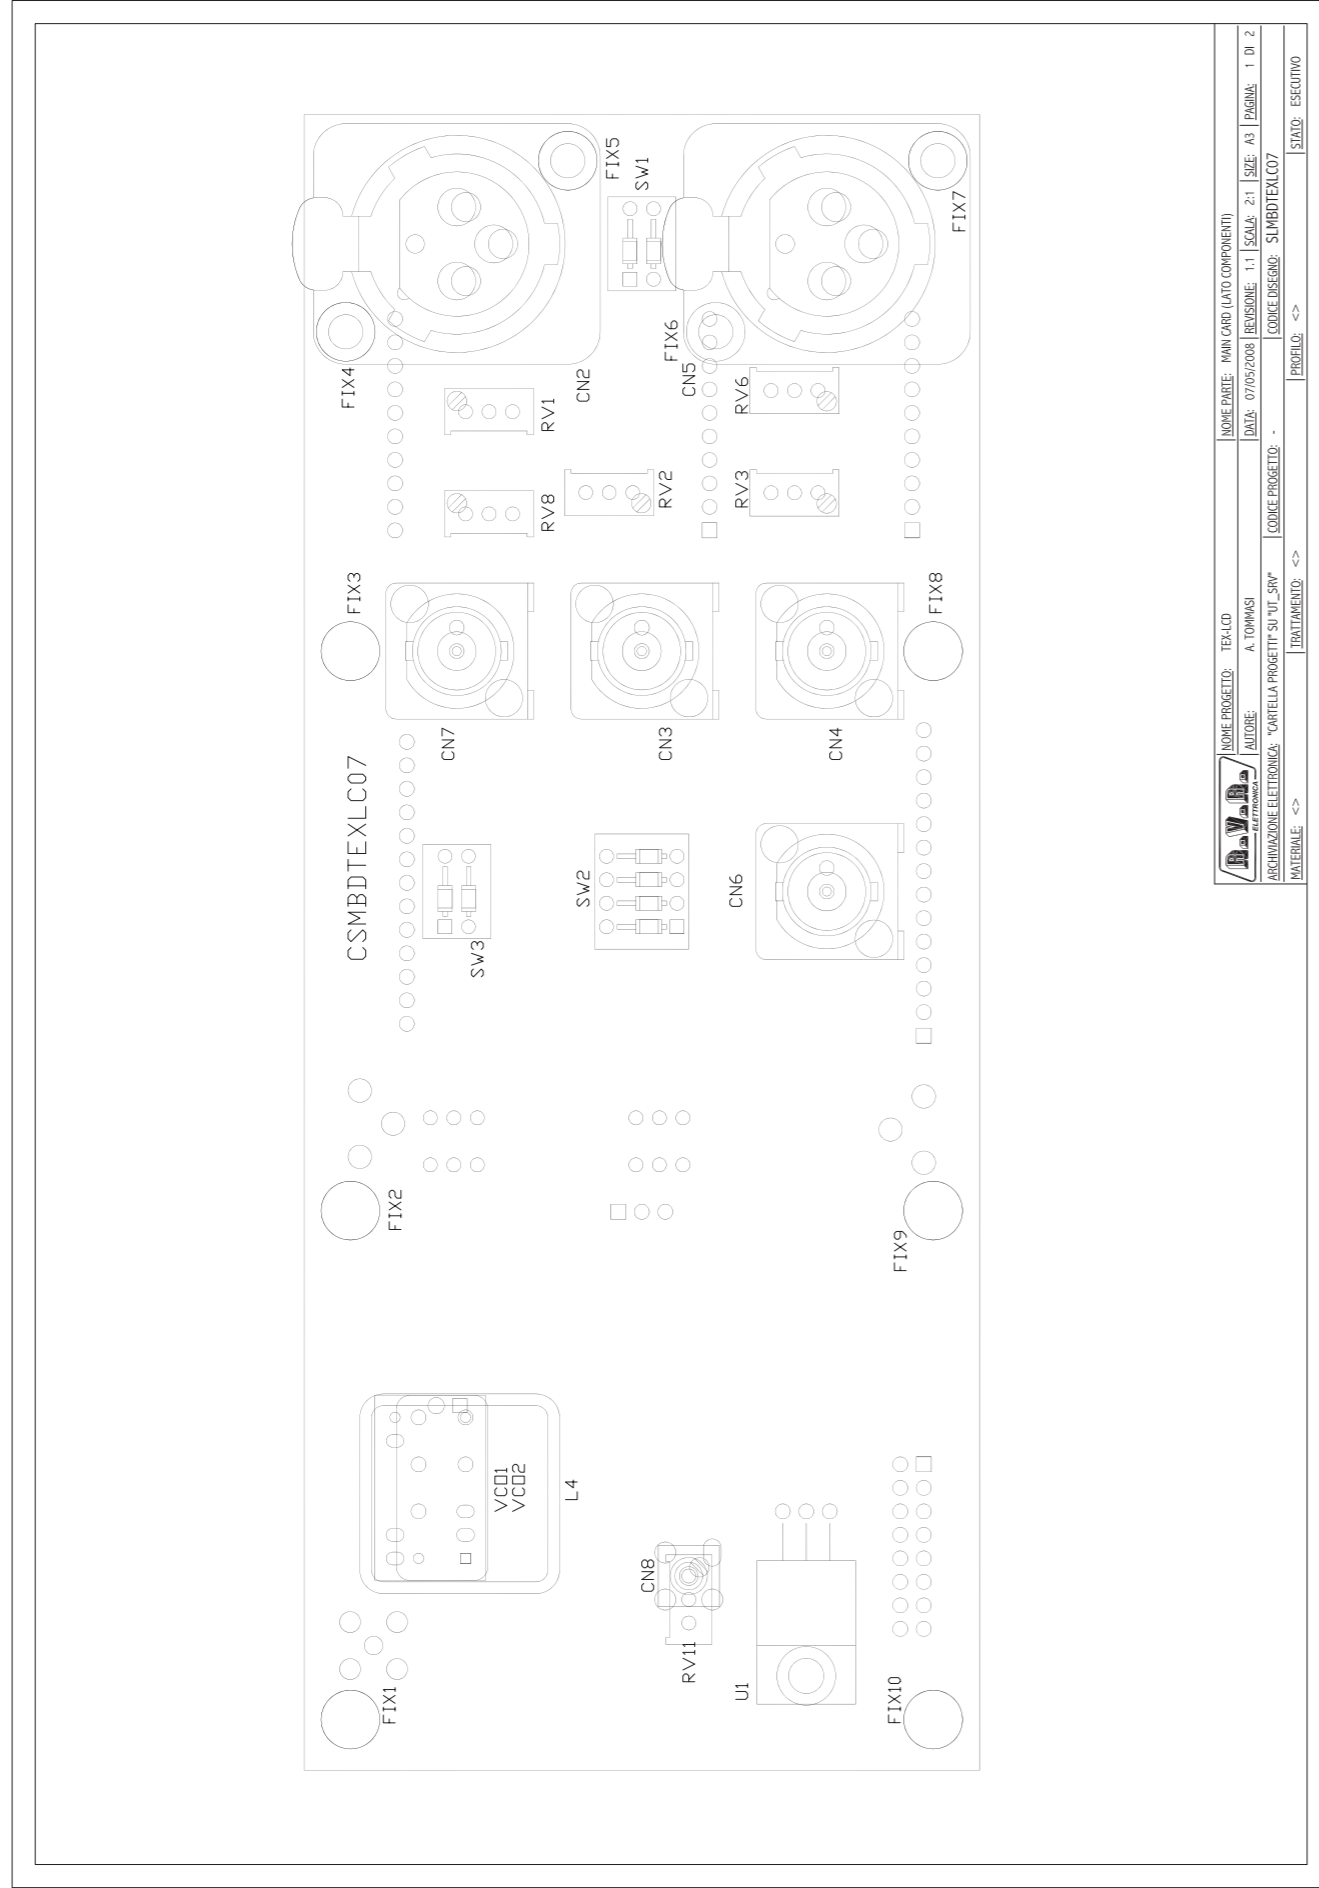 FIX5
SW1
FIX7
FIX4
FIX6
CN2
CN5
RV1
RV6
RV8
RV2
RV3
FIX3
FIX8
CN7
CN3
CN4
CSMBDTEXLC07
SW3
SW2
CN6
FIX2
FIX9
VCO1
VCO2
L4
CN8
RV11
U1
FIX1
FIX10
R.V.R.
ELETTRONICA
NOME PROGETTO: TEX-LCD
NOME PARTE: MAIN CARD (LATO COMPONENTI)
AUTORE: A. TOMMASI
DATA: 07/05/2008 REVISIONE: 1.1 SCALA: 2:1 SIZE: A3 PAGINA: 1 DI 2
ARCHIVIAZIONE ELETTRONICA: "CARTELLA PROGETTI" SU "UT_SRV" CODICE PROGETTO: - CODICE DISEGNO: SLMBDTEXLC07
MATERIALE: <> TRATTAMENTO: <> PROFILO: <> STATO: ESECUTIVO